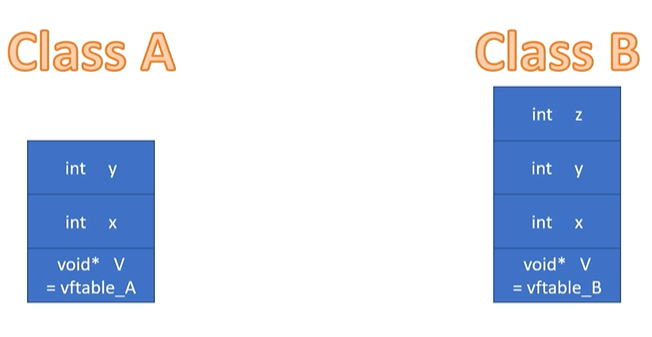 Class A
int y
int x
void* V
= vftable_A
Class B
int z
int y
int x
void* V
= vftable_B